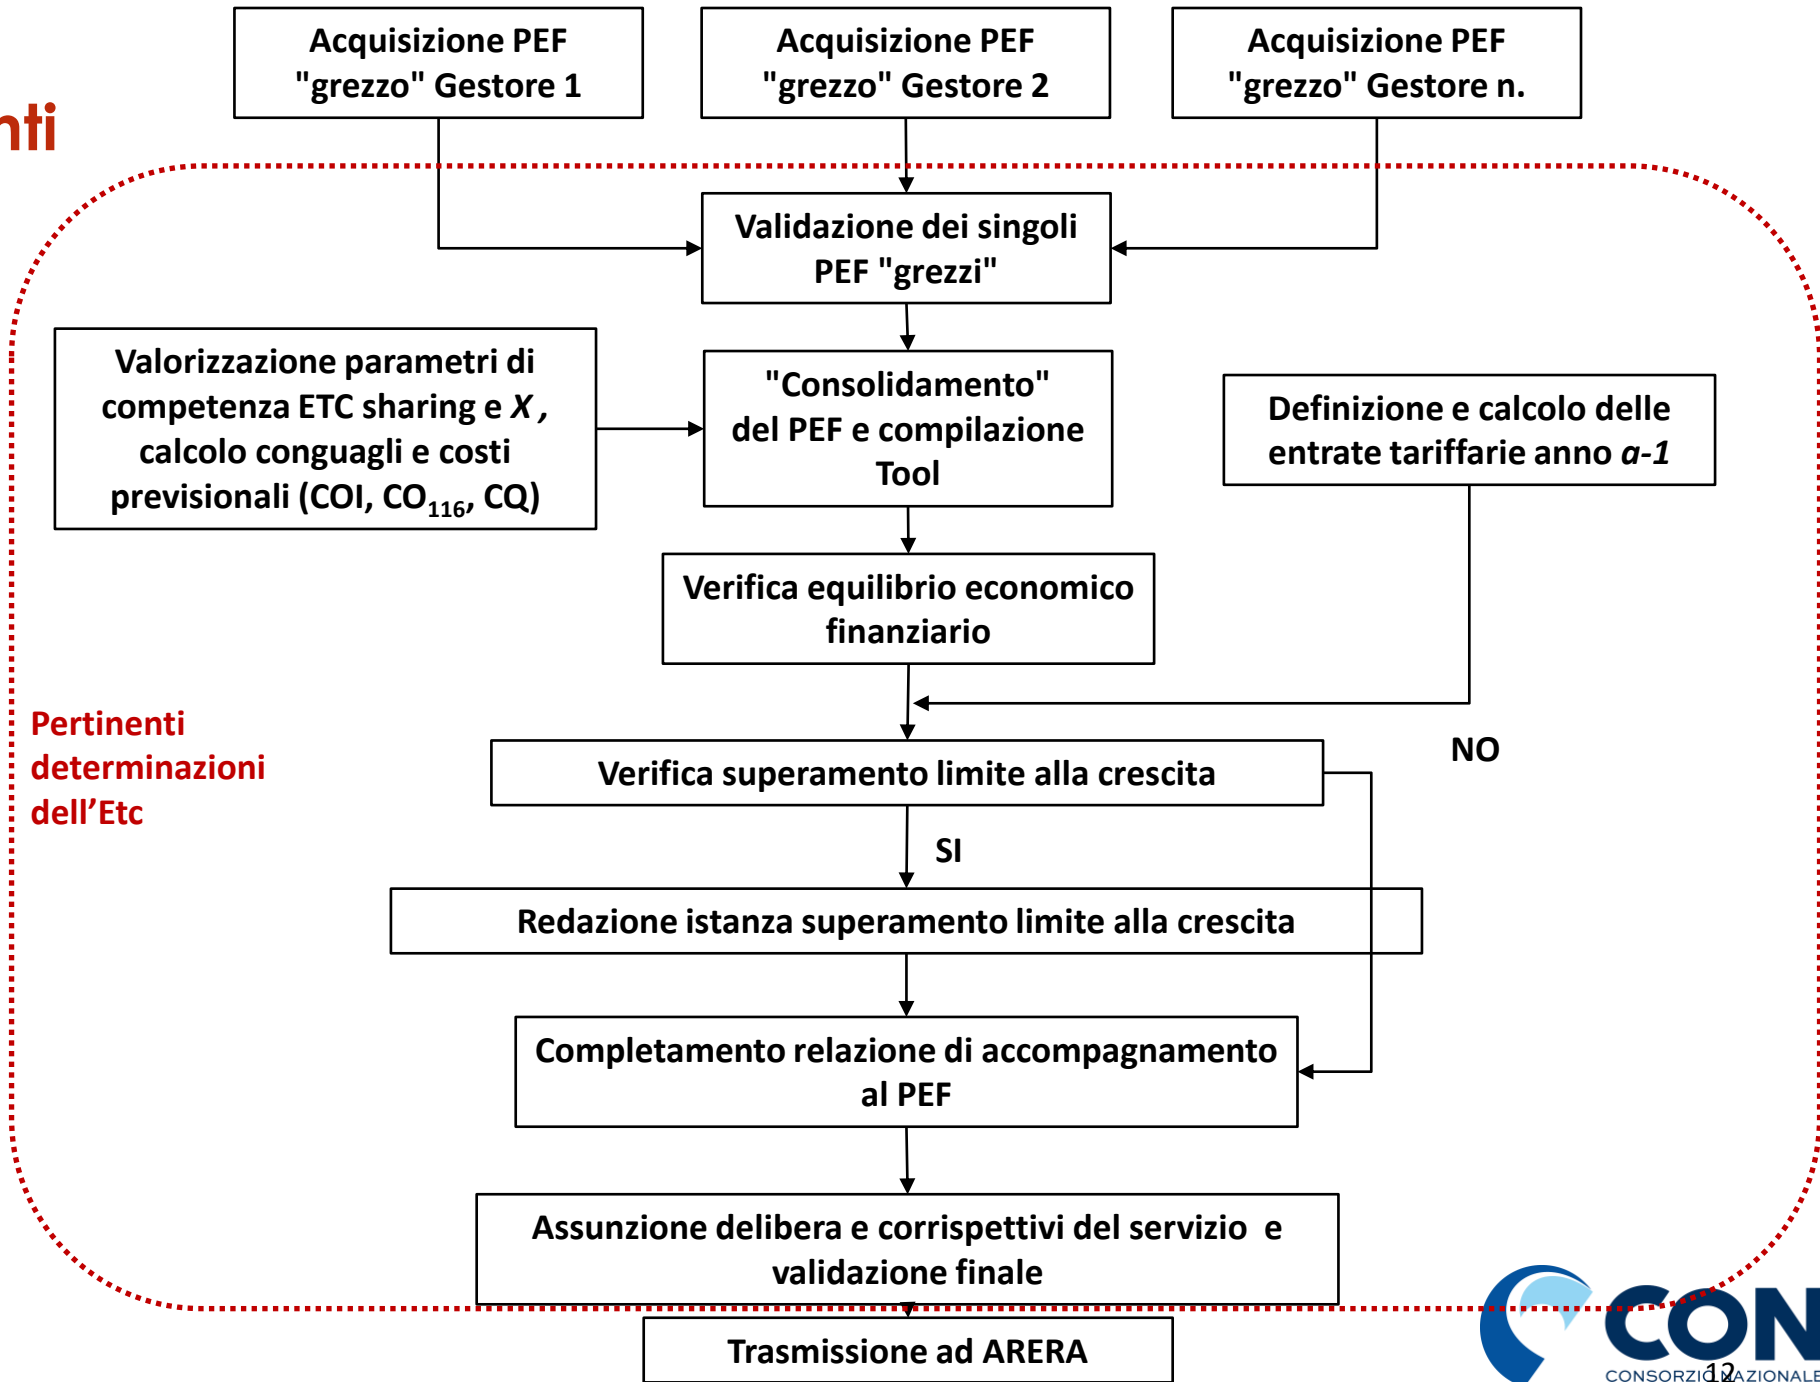 Acquisizione PEF
"grezzo" Gestore 1
Acquisizione PEF
"grezzo" Gestore 2
Acquisizione PEF
"grezzo" Gestore n.
nti
Validazione dei singoli
PEF "grezzi"
Valorizzazione parametri di
competenza ETC sharing e X ,
calcolo conguagli e costi
previsionali (COI, CO₁₁₆, CQ)
"Consolidamento"
del PEF e compilazione
Tool
Definizione e calcolo delle
entrate tariffarie anno a-1
Verifica equilibrio economico
finanziario
Pertinenti
determinazioni
dell’Etc
Verifica superamento limite alla crescita
NO
SI
Redazione istanza superamento limite alla crescita
Completamento relazione di accompagnamento
al PEF
Assunzione delibera e corrispettivi del servizio e
validazione finale
Trasmissione ad ARERA
CON
CONSORZIO NAZIONALE
12